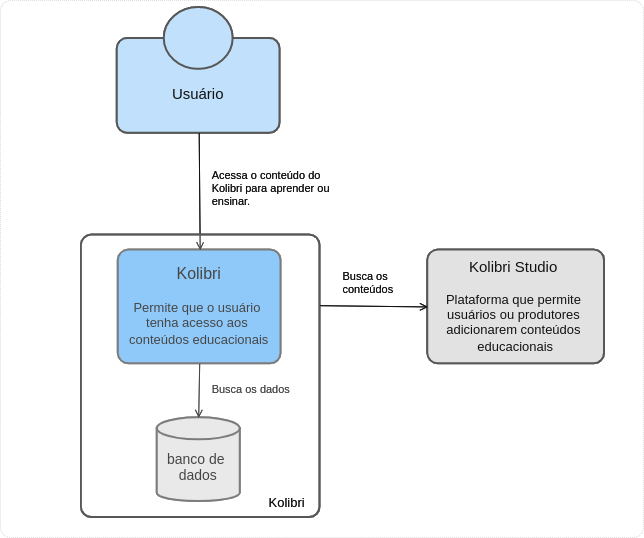 Usuário
Acessa o conteúdo do
Kolibri para aprender ou
ensinar.
Kolibri
Permite que o usuário
tenha acesso aos
conteúdos educacionais
Busca os dados
banco de
dados
Kolibri
Busca os
conteúdos
Kolibri Studio
Plataforma que permite
usuários ou produtores
adicionarem conteúdos
educacionais